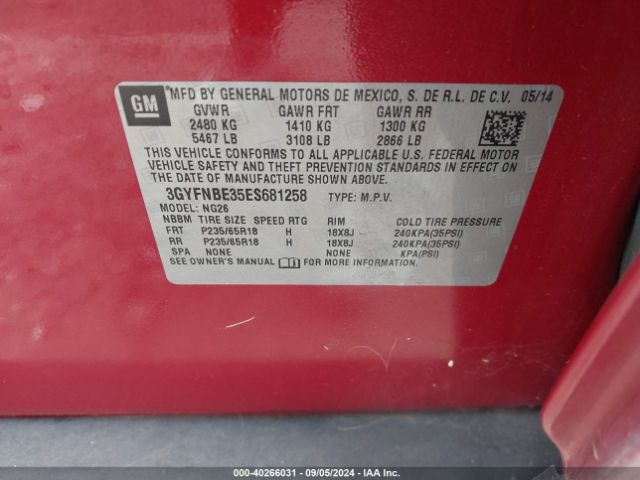 GM
*MFD BY GENERAL MOTORS DE MEXICO, S. DE R.L. DE C.V. 05/14
GVWR GAWR FRT GAWR RR
2480 KG 1410 KG 1300 KG
5467 LB 3108 LB 2866 LB
THIS VEHICLE CONFORMS TO ALL APPLICABLE U.S. FEDERAL MOTOR
VEHICLE SAFETY AND THEFT PREVENTION STANDARDS IN EFFECT ON
THE DATE OF MANUFACTURE SHOWN ABOVE.
3GYFNBE35ES681258 TYPE: M.P.V.
MODEL: NG26
NBBM TIRE SIZE SPEED RTG RIM COLD TIRE PRESSURE
FRT P235/65R18 H 18X8J 240KPA(35PSI)
RR P235/65R18 H 18X8J 240KPA(35PSI)
SPA NONE NONE KPA(PSI)
SEE OWNER'S MANUAL FOR MORE INFORMATION.
000-40266031 - 09/05/2024 - IAA Inc.